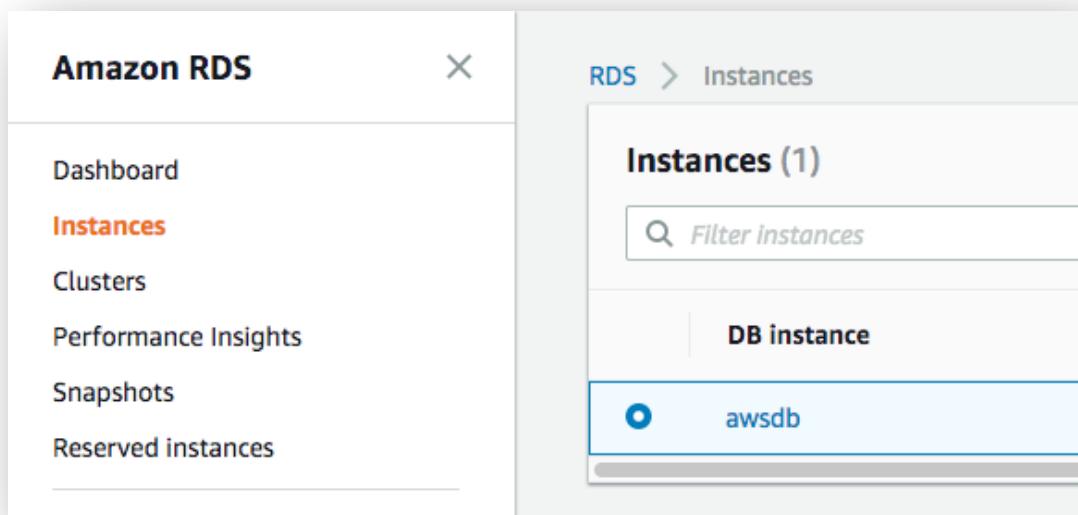 Amazon RDS
Dashboard
Instances
Clusters
Performance Insights
Snapshots
Reserved instances
RDS > Instances
Instances (1)
Filter instances
DB instance
awsdb